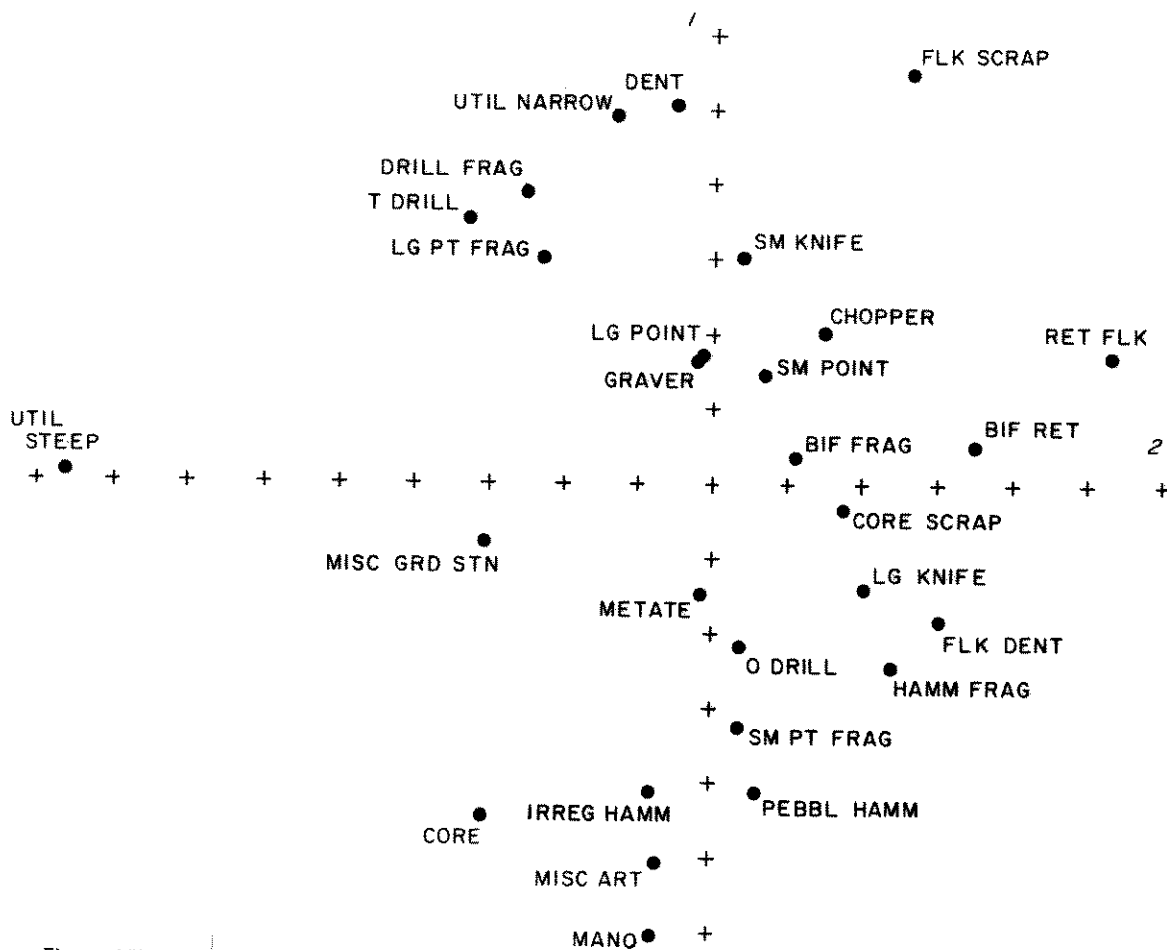 1
FLK SCRAP
DENT
UTIL NARROW
DRILL FRAG
T DRILL
LG PT FRAG
SM KNIFE
CHOPPER
LG POINT
RET FLK
SM POINT
GRAVER
UTIL
STEEP
BIF RET
2
BIF FRAG
CORE SCRAP
MISC GRD STN
LG KNIFE
METATE
FLK DENT
O DRILL
HAMM FRAG
SM PT FRAG
IRREG HAMM
PEBBL HAMM
CORE
MISC ART
MANO